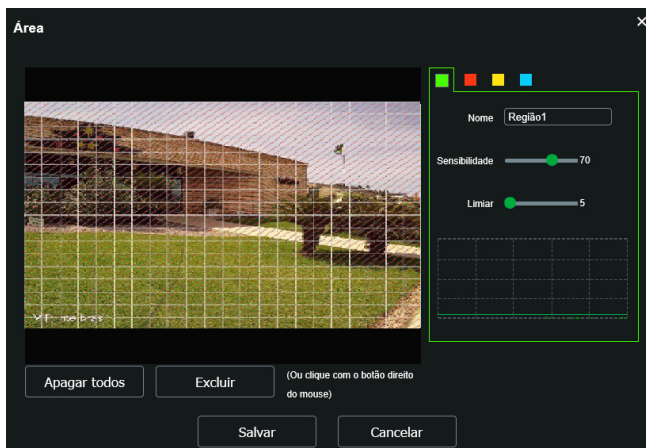 Área
Nome
Região1
Sensibilidade
70
Limiar
5
Apagar todos
Excluir
(Ou clique com o botão direito
do mouse)
Salvar
Cancelar